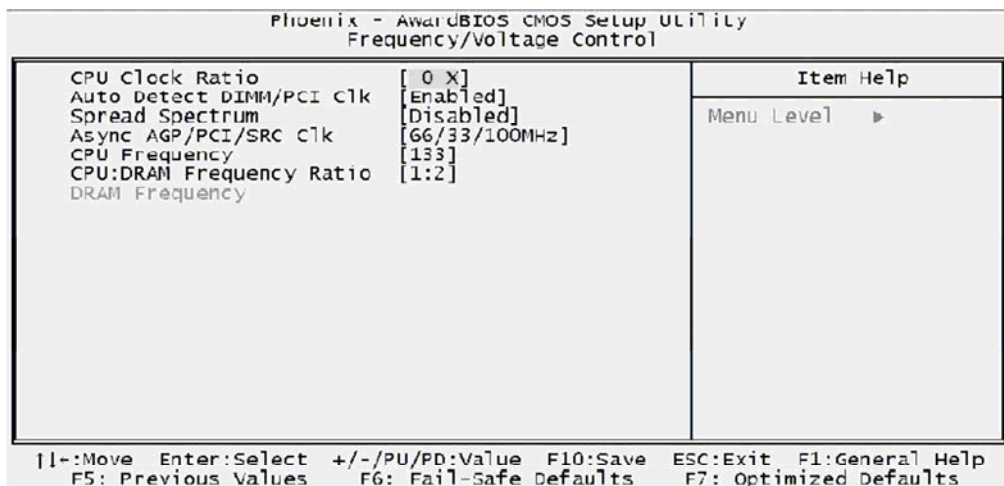 Phoenix - AwardBIOS CMOS Setup Utility
Frequency/Voltage Control
CPU Clock Ratio [ 0 X]
Auto Detect DIMM/PCI Clk [Enabled]
Spread Spectrum [Disabled]
Async AGP/PCI/SRC Clk [66/33/100MHz]
CPU Frequency [133]
CPU:DRAM Frequency Ratio [1:2]
DRAM Frequency
Item Help
Menu Level ▶
↑↓←:Move Enter:Select +/-/PU/PD:Value F10:Save ESC:Exit F1:General Help
F5: Previous Values F6: Fail-Safe Defaults F7: Optimized Defaults